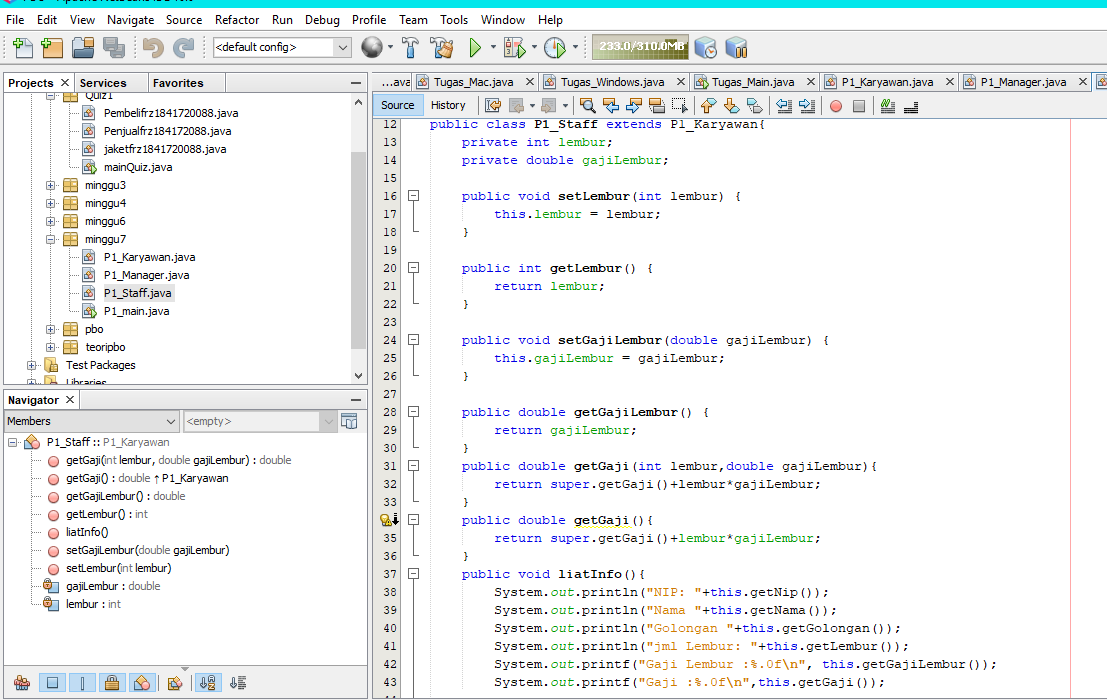 File Edit View Navigate Source Refactor Run Debug Profile Team Tools Window Help
<default config>
233.0/310.0MB
Projects Services Favorites
Quiz1
Pembelifrz1841720088.java
Penjualfrz184172088.java
jaketfrz1841720088.java
mainQuiz.java
minggu3
minggu4
minggu6
minggu7
P1_Karyawan.java
P1_Manager.java
P1_Staff.java
P1_main.java
pbo
teoripbo
Test Packages
Libraries
Navigator
Members <empty>
P1_Staff :: P1_Karyawan
getGaji(int lembur, double gajiLembur) : double
getGaji() : double ↑ P1_Karyawan
getGajiLembur() : double
getLembur() : int
liatInfo()
setGajiLembur(double gajiLembur)
setLembur(int lembur)
gajiLembur : double
lembur : int
...ava Tugas_Mac.java Tugas_Windows.java Tugas_Main.java P1_Karyawan.java P1_Manager.java
Source History
12 public class P1_Staff extends P1_Karyawan{
13 private int lembur;
14 private double gajiLembur;
15
16 public void setLembur(int lembur) {
17 this.lembur = lembur;
18 }
19
20 public int getLembur() {
21 return lembur;
22 }
23
24 public void setGajiLembur(double gajiLembur) {
25 this.gajiLembur = gajiLembur;
26 }
27
28 public double getGajiLembur() {
29 return gajiLembur;
30 }
31 public double getGaji(int lembur,double gajiLembur){
32 return super.getGaji()+lembur*gajiLembur;
33 }
public double getGaji(){
35 return super.getGaji()+lembur*gajiLembur;
36 }
37 public void liatInfo(){
38 System.out.println("NIP: "+this.getNip());
39 System.out.println("Nama "+this.getNama());
40 System.out.println("Golongan "+this.getGolongan());
41 System.out.println("jml Lembur: "+this.getLembur());
42 System.out.printf("Gaji Lembur :%.0f\n", this.getGajiLembur());
43 System.out.printf("Gaji :%.0f\n",this.getGaji());